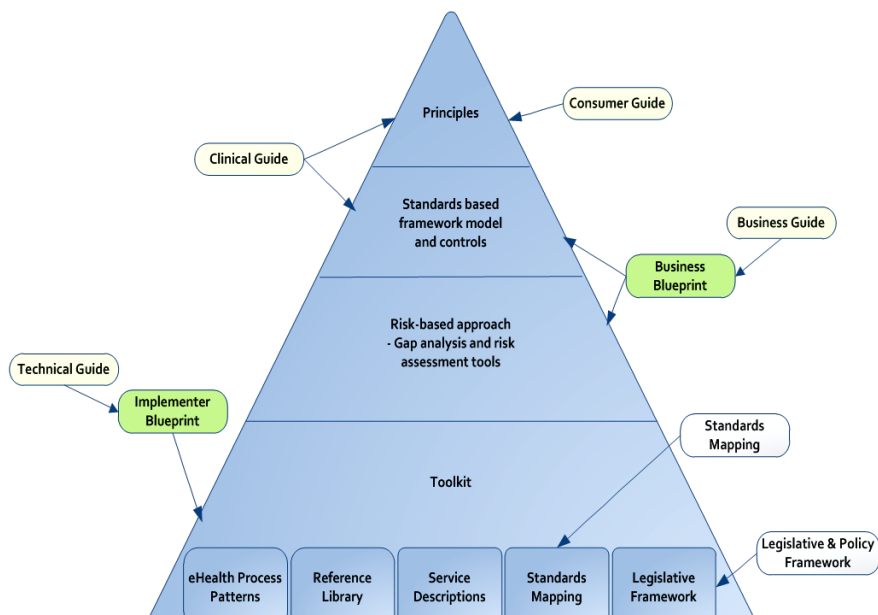 Principles
Consumer Guide
Clinical Guide
Standards based
framework model
and controls
Business Guide
Business
Blueprint
Risk-based approach
- Gap analysis and risk
assessment tools
Technical Guide
Implementer
Blueprint
Standards
Mapping
Toolkit
Legislative & Policy
Framework
eHealth Process
Patterns
Reference
Library
Service
Descriptions
Standards
Mapping
Legislative
Framework